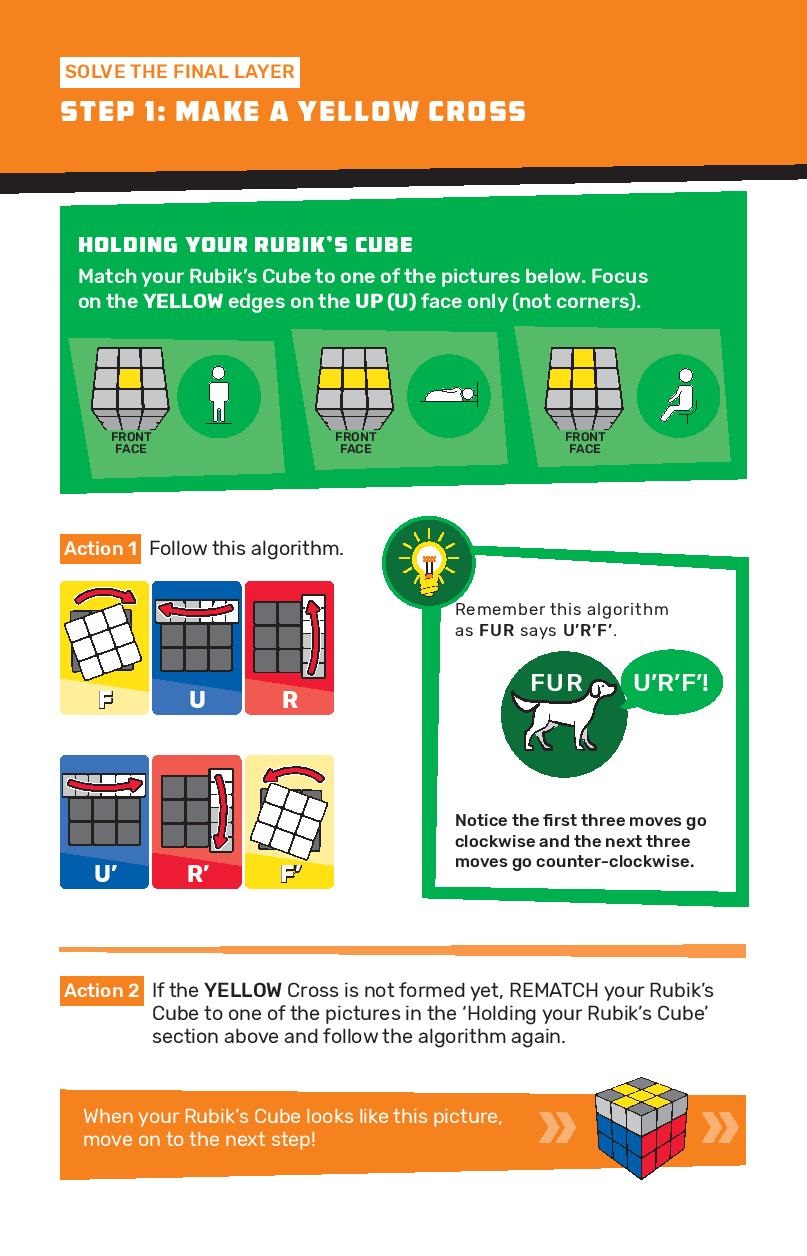 SOLVE THE FINAL LAYER
STEP 1: MAKE A YELLOW CROSS
HOLDING YOUR RUBIK'S CUBE
Match your Rubik's Cube to one of the pictures below. Focus
on the YELLOW edges on the UP (U) face only (not corners).
FRONT
FACE
FRONT
FACE
FRONT
FACE
Action 1 Follow this algorithm.
F
U
R
U’
R’
F’
Remember this algorithm
as FUR says U’R’F’.
FUR
U’R’F’!
Notice the first three moves go
clockwise and the next three
moves go counter-clockwise.
Action 2 If the YELLOW Cross is not formed yet, REMATCH your Rubik’s
Cube to one of the pictures in the ‘Holding your Rubik’s Cube’
section above and follow the algorithm again.
When your Rubik’s Cube looks like this picture,
move on to the next step!